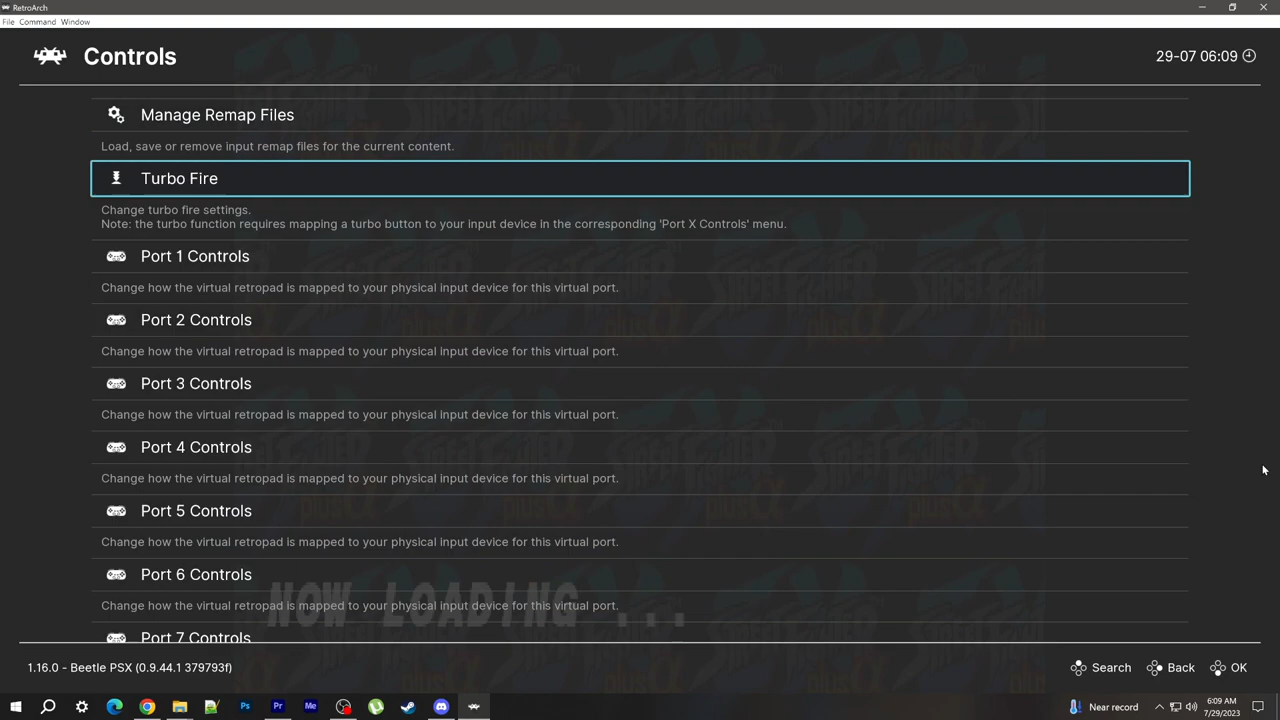 RetroArch
File Command Window
Controls
29-07 06:09
Manage Remap Files
Load, save or remove input remap files for the current content.
Turbo Fire
Change turbo fire settings.
Note: the turbo function requires mapping a turbo button to your input device in the corresponding 'Port X Controls' menu.
Port 1 Controls
Change how the virtual retropad is mapped to your physical input device for this virtual port.
Port 2 Controls
Change how the virtual retropad is mapped to your physical input device for this virtual port.
Port 3 Controls
Change how the virtual retropad is mapped to your physical input device for this virtual port.
Port 4 Controls
Change how the virtual retropad is mapped to your physical input device for this virtual port.
Port 5 Controls
Change how the virtual retropad is mapped to your physical input device for this virtual port.
Port 6 Controls
NOW LOADING ...
Change how the virtual retropad is mapped to your physical input device for this virtual port.
Port 7 Controls
1.16.0 - Beetle PSX (0.9.44.1 379793f)
Search Back OK
Ps Pr Me
Near record
6:09 AM
7/29/2023